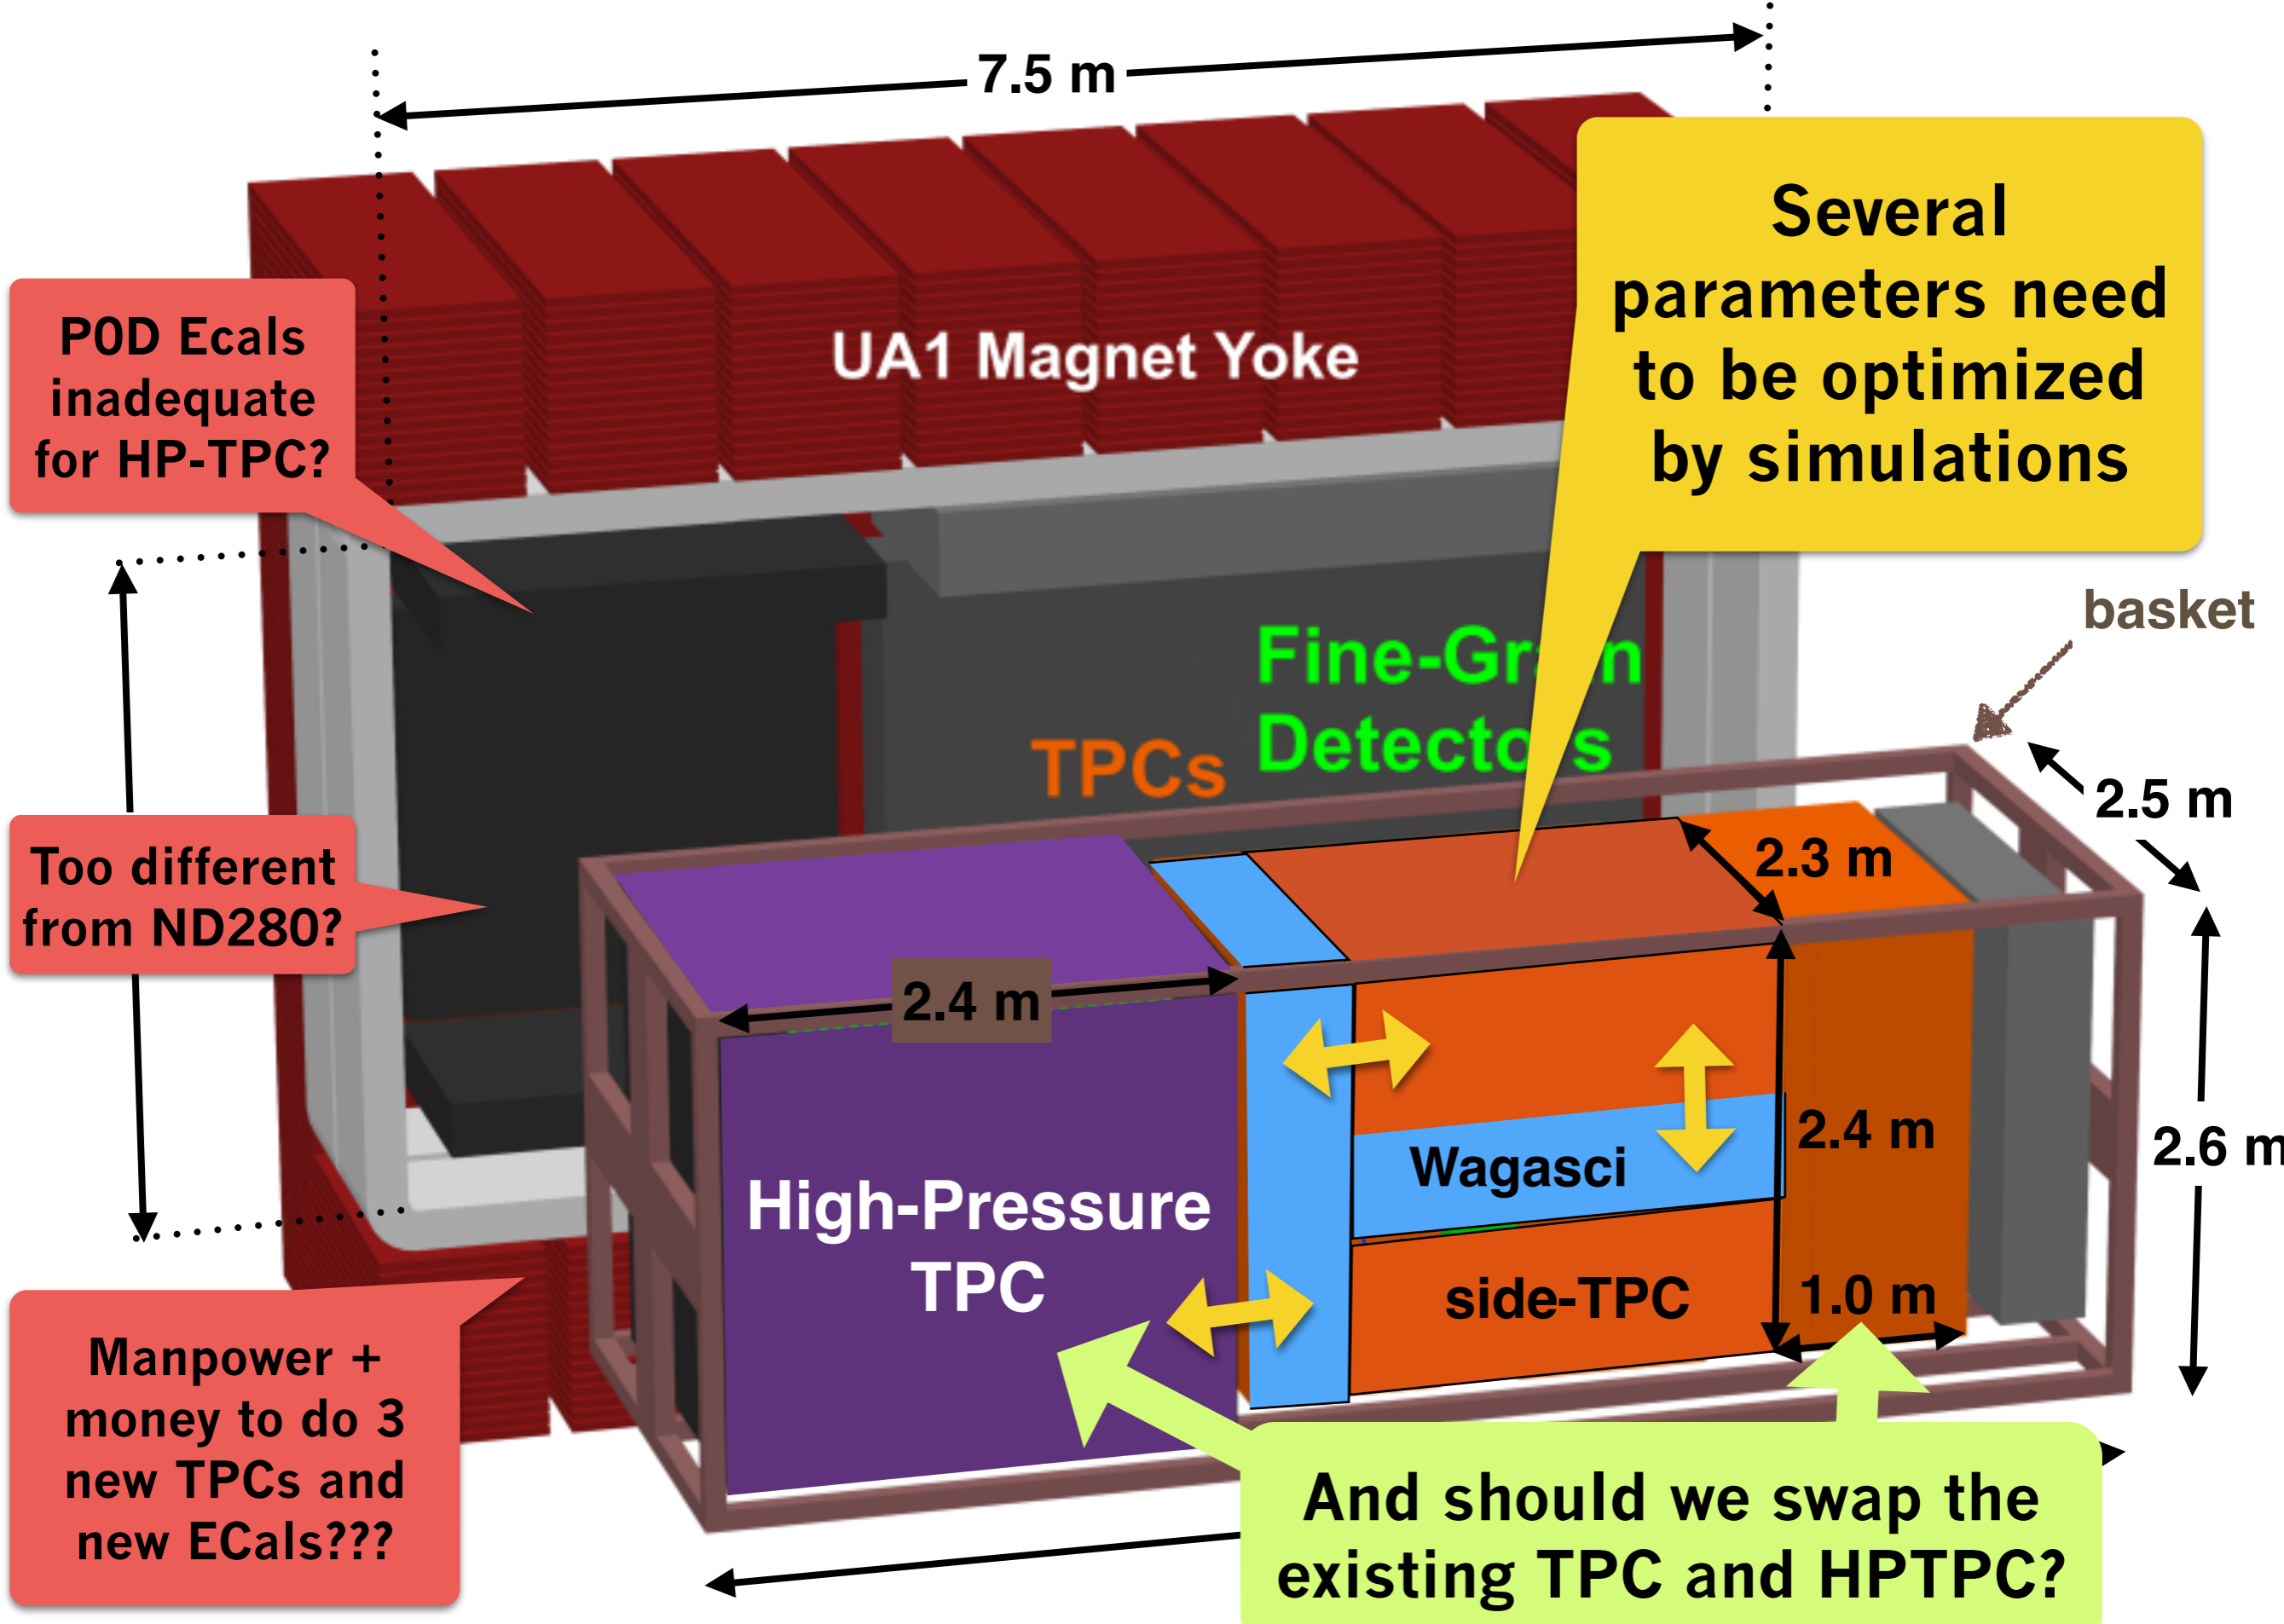 7.5 m
Several
parameters need
to be optimized
by simulations
P0D Ecals
inadequate
for HP-TPC?
UA1 Magnet Yoke
basket
Fine-Grain
Detectors
TPCs
2.5 m
Too different
from ND280?
2.3 m
2.4 m
2.4 m
2.6 m
Wagasci
High-Pressure
TPC
side-TPC
1.0 m
Manpower +
money to do 3
new TPCs and
new ECals???
And should we swap the
existing TPC and HPTPC?